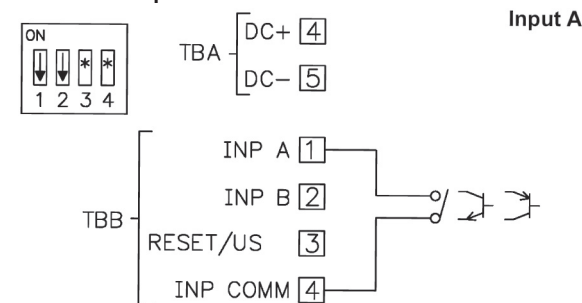 Input A
ON
* *
1 2 3 4
TBA
DC+ 4
DC- 5
TBB
INP A 1
INP B 2
RESET/US 3
INP COMM 4